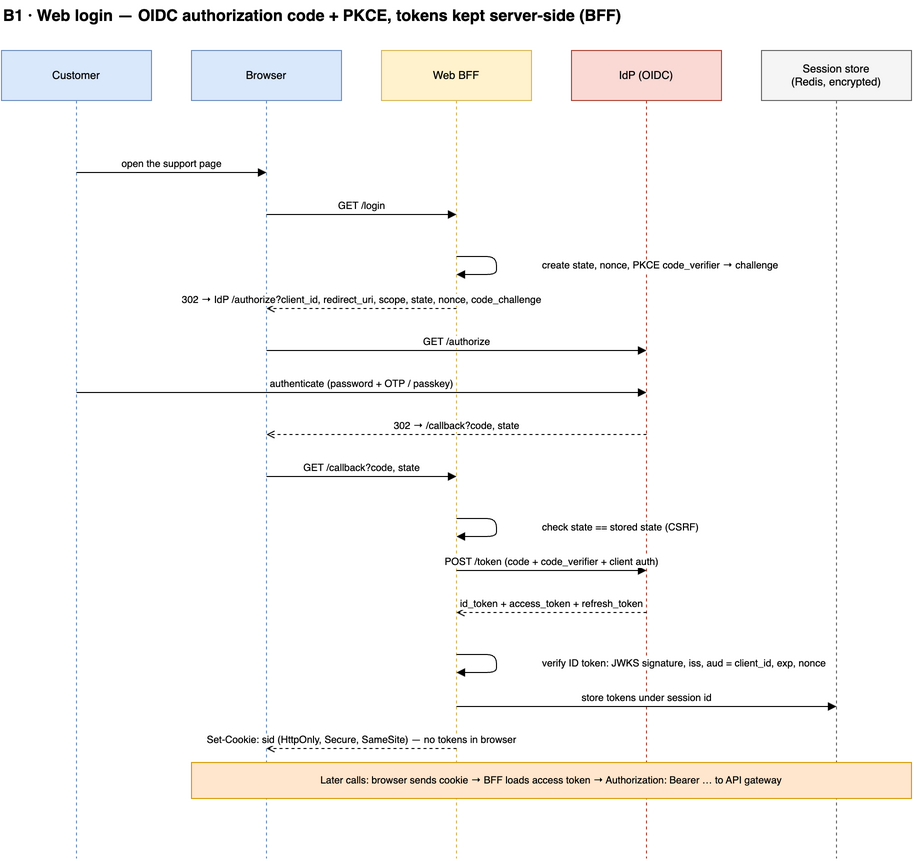 B1 · Web login — OIDC authorization code + PKCE, tokens kept server-side (BFF)
Customer
Browser
Web BFF
IdP (OIDC)
Session store
(Redis, encrypted)
open the support page
GET /login
create state, nonce, PKCE code_verifier → challenge
302 → IdP /authorize?client_id, redirect_uri, scope, state, nonce, code_challenge
GET /authorize
authenticate (password + OTP / passkey)
302 → /callback?code, state
GET /callback?code, state
check state == stored state (CSRF)
POST /token (code + code_verifier + client auth)
id_token + access_token + refresh_token
verify ID token: JWKS signature, iss, aud = client_id, exp, nonce
store tokens under session id
Set-Cookie: sid (HttpOnly, Secure, SameSite) — no tokens in browser
Later calls: browser sends cookie → BFF loads access token → Authorization: Bearer … to API gateway